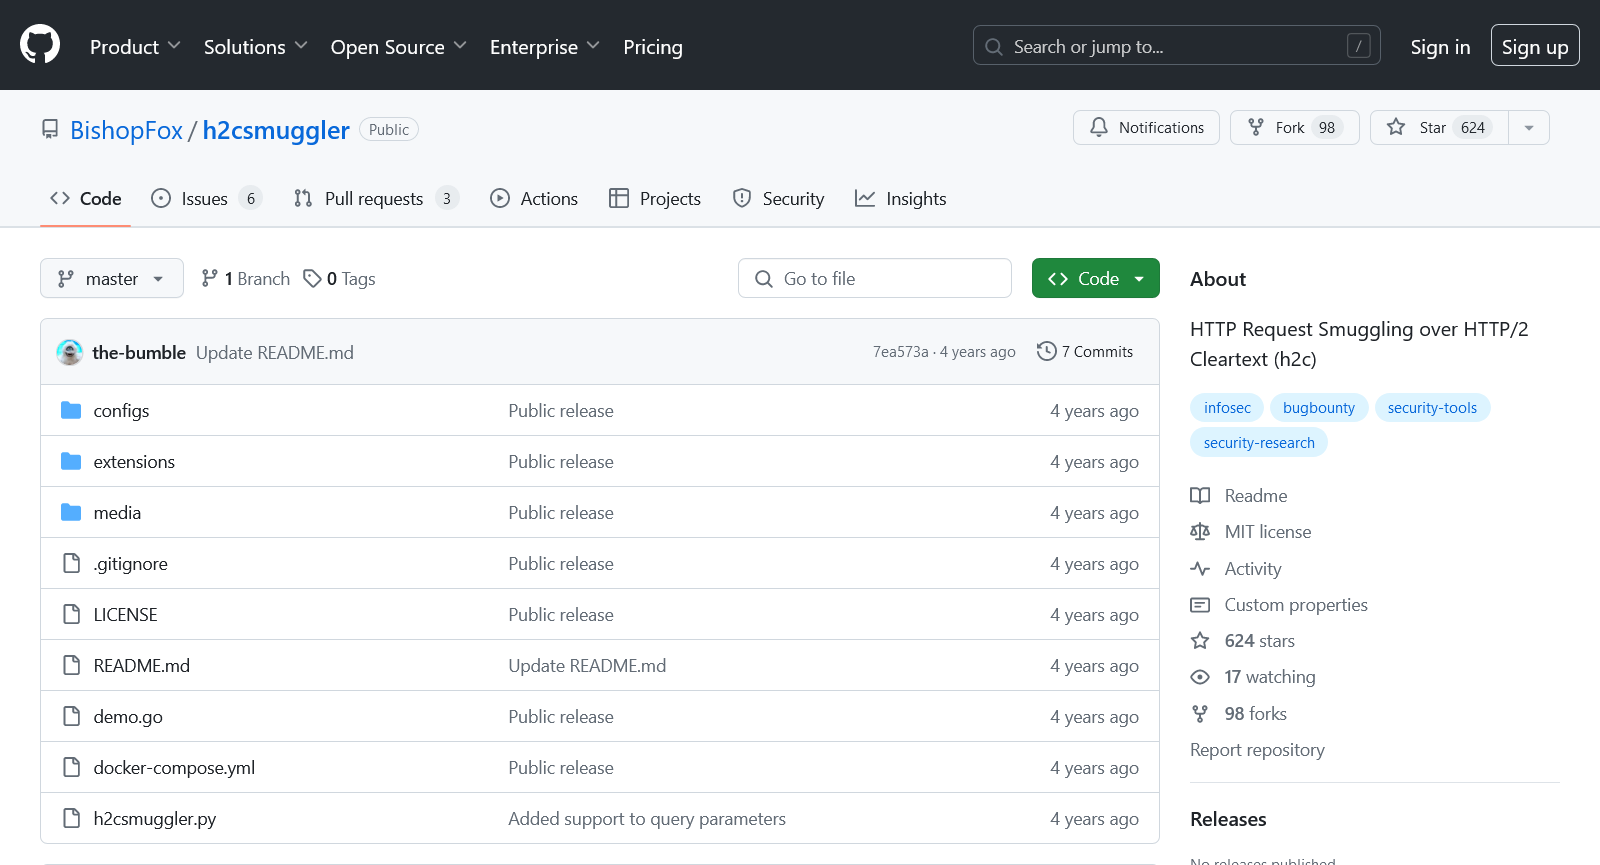 Product Solutions Open Source Enterprise Pricing Search or jump to... / Sign in Sign up
BishopFox / h2csmuggler Public Notifications Fork 98 Star 624
Code Issues 6 Pull requests 3 Actions Projects Security Insights
master 1 Branch 0 Tags Go to file Code
the-bumble Update README.md 7ea573a · 4 years ago 7 Commits
configs Public release 4 years ago
extensions Public release 4 years ago
media Public release 4 years ago
.gitignore Public release 4 years ago
LICENSE Public release 4 years ago
README.md Update README.md 4 years ago
demo.go Public release 4 years ago
docker-compose.yml Public release 4 years ago
h2csmuggler.py Added support to query parameters 4 years ago
About
HTTP Request Smuggling over HTTP/2
Cleartext (h2c)
infosec bugbounty security-tools
security-research
Readme
MIT license
Activity
Custom properties
624 stars
17 watching
98 forks
Report repository
Releases
No releases published